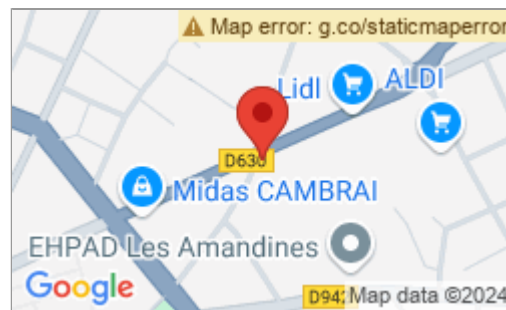 Map error: g.co/staticmaperror
Lidl
ALDI
D630
Midas CAMBRAI
EHPAD Les Amandines
Google
D942
Map data ©2024